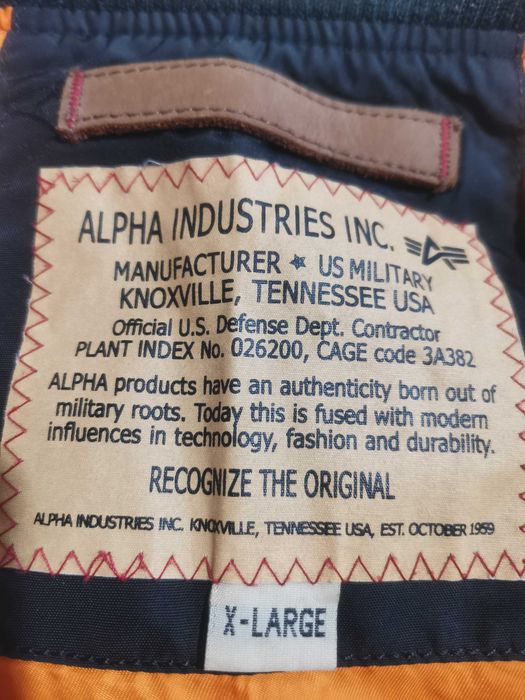 ALPHA INDUSTRIES INC.
MANUFACTURER ★ US MILITARY
KNOXVILLE, TENNESSEE USA
Official U.S. Defense Dept. Contractor
PLANT INDEX No. 026200, CAGE code 3A382
ALPHA products have an authenticity born out of
military roots. Today this is fused with modern
influences in technology, fashion and durability.
RECOGNIZE THE ORIGINAL
ALPHA INDUSTRIES INC. KNOXVILLE, TENNESSEE USA, EST. OCTOBER 1959
X-LARGE